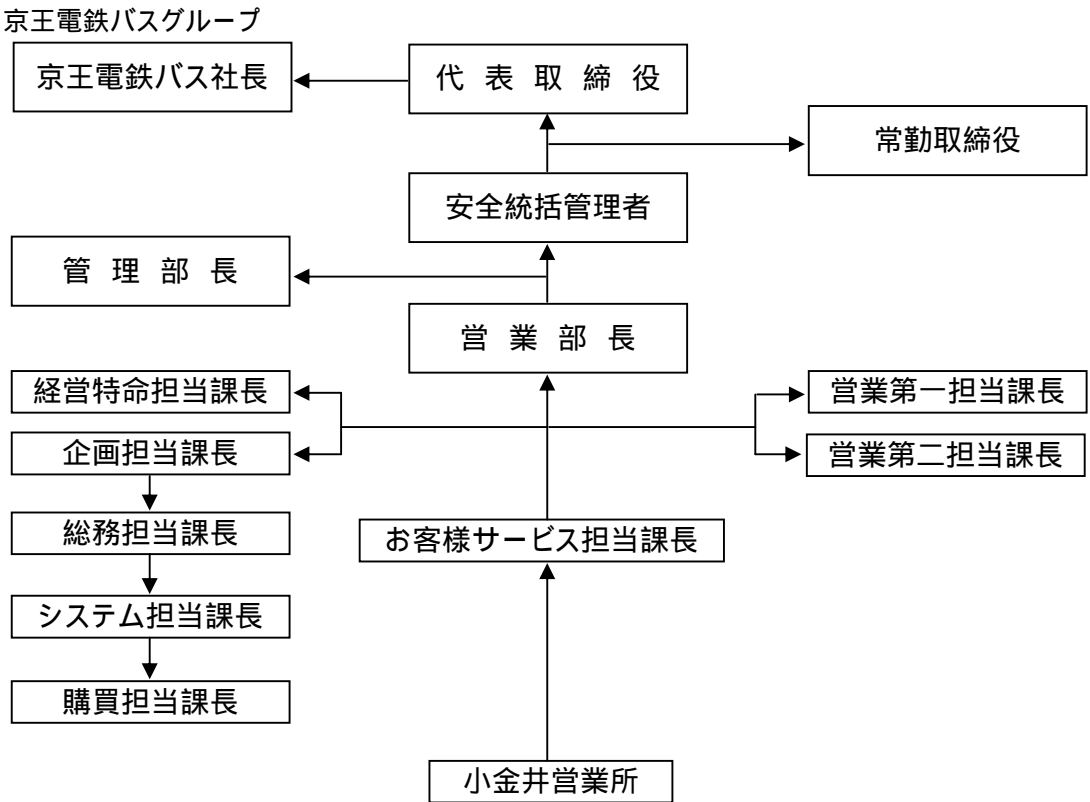 京王電鉄バスグループ
京王電鉄バス社長
代表取締役
常勤取締役
安全統括管理者
管理部長
営業部長
経営特命担当課長
営業第一担当課長
企画担当課長
営業第二担当課長
総務担当課長
お客様サービス担当課長
システム担当課長
購買担当課長
小金井営業所